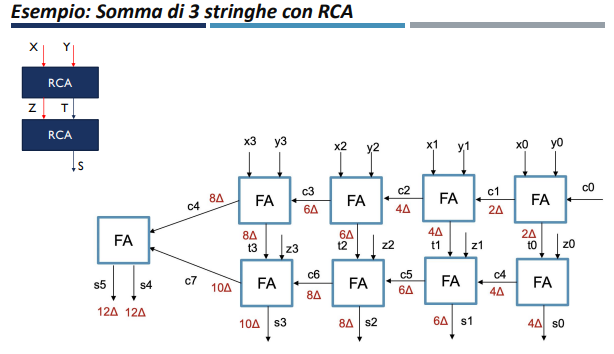 Esempio: Somma di 3 stringhe con RCA
X Y
RCA
Z T
RCA
S
x3 y3 x2 y2 x1 y1 x0 y0
c4 8Δ FA c3 6Δ FA c2 4Δ FA c1 2Δ FA c0
8Δ 6Δ 4Δ 2Δ
FA
t3 z3 t2 z2 t1 z1 t0 z0
c7 10Δ FA c6 8Δ FA c5 6Δ FA c4 4Δ FA
s5 s4
12Δ 12Δ
10Δ s3 8Δ s2 6Δ s1 4Δ s0